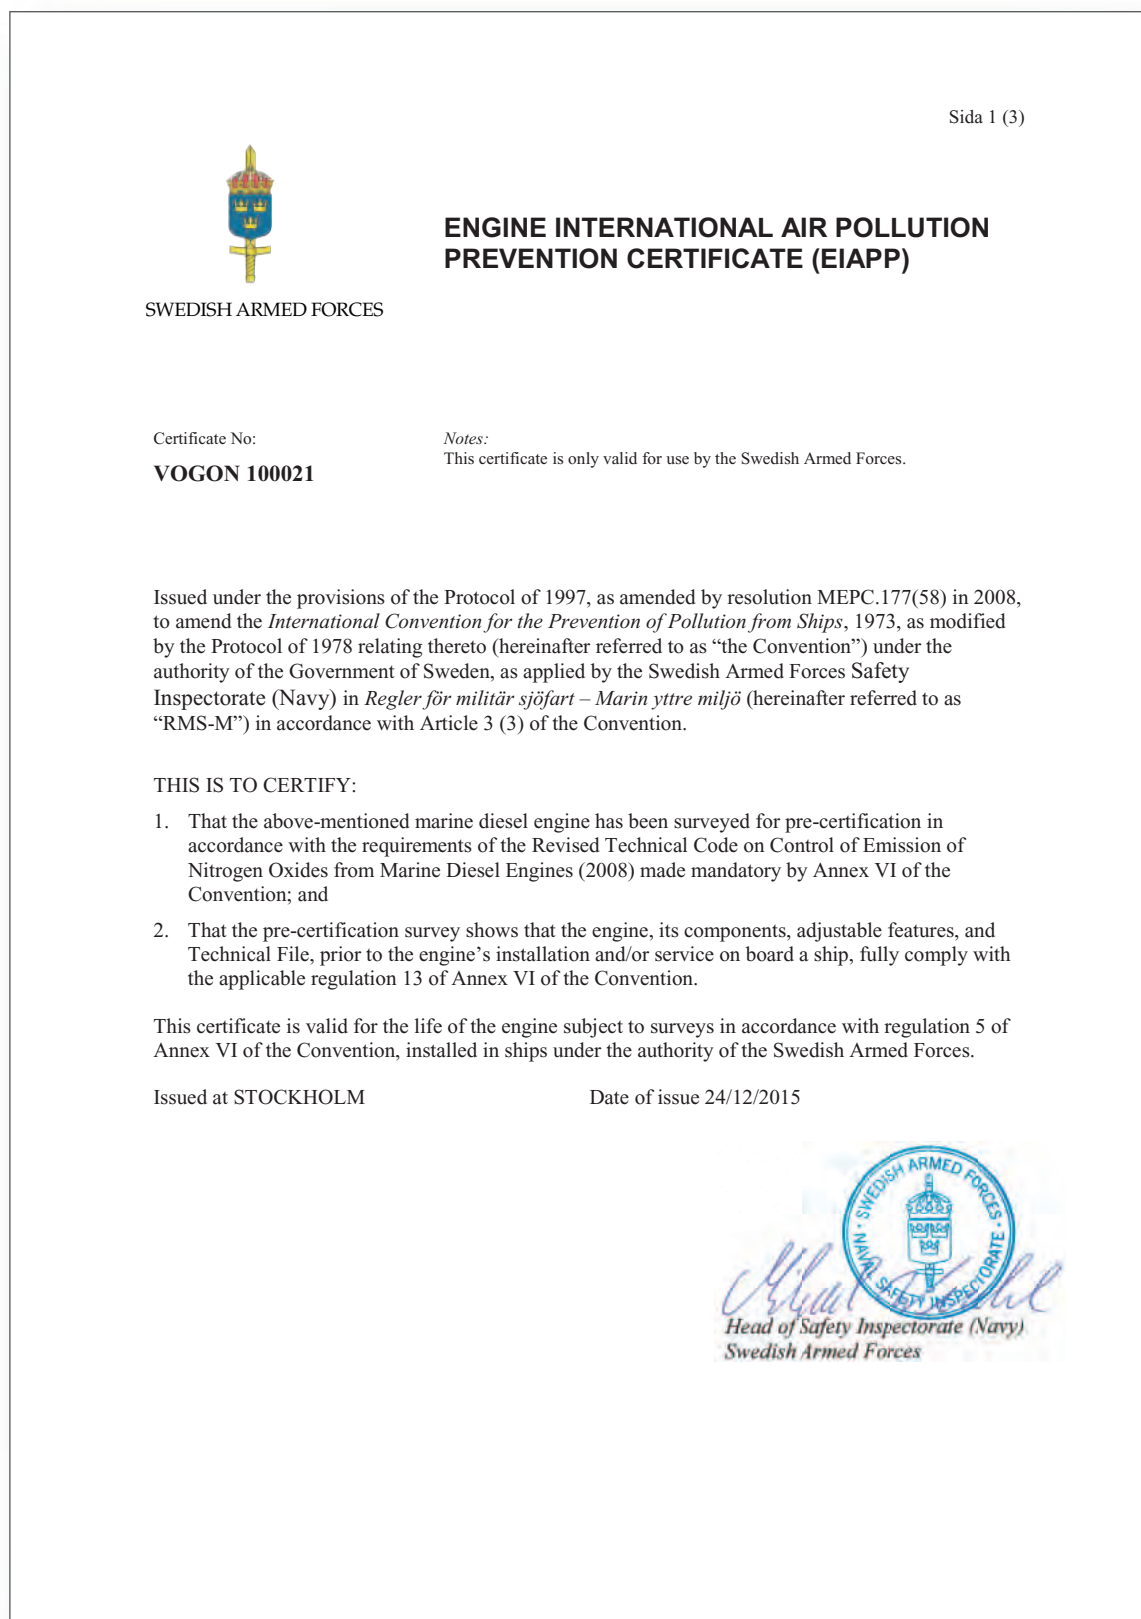 Sida 1 (3)
ENGINE INTERNATIONAL AIR POLLUTION
PREVENTION CERTIFICATE (EIAPP)
SWEDISH ARMED FORCES
Certificate No:
VOGON 100021
Notes:
This certificate is only valid for use by the Swedish Armed Forces.
Issued under the provisions of the Protocol of 1997, as amended by resolution MEPC.177(58) in 2008,
to amend the International Convention for the Prevention of Pollution from Ships, 1973, as modified
by the Protocol of 1978 relating thereto (hereinafter referred to as “the Convention”) under the
authority of the Government of Sweden, as applied by the Swedish Armed Forces Safety
Inspectorate (Navy) in Regler för militär sjöfart – Marin yttre miljö (hereinafter referred to as
“RMS-M”) in accordance with Article 3 (3) of the Convention.
THIS IS TO CERTIFY:
1. That the above-mentioned marine diesel engine has been surveyed for pre-certification in
accordance with the requirements of the Revised Technical Code on Control of Emission of
Nitrogen Oxides from Marine Diesel Engines (2008) made mandatory by Annex VI of the
Convention; and
2. That the pre-certification survey shows that the engine, its components, adjustable features, and
Technical File, prior to the engine’s installation and/or service on board a ship, fully comply with
the applicable regulation 13 of Annex VI of the Convention.
This certificate is valid for the life of the engine subject to surveys in accordance with regulation 5 of
Annex VI of the Convention, installed in ships under the authority of the Swedish Armed Forces.
Issued at STOCKHOLM
Date of issue 24/12/2015
· SWEDISH ARMED FORCES ·
NAVAL SAFETY INSPECTORATE
Head of Safety Inspectorate (Navy)
Swedish Armed Forces